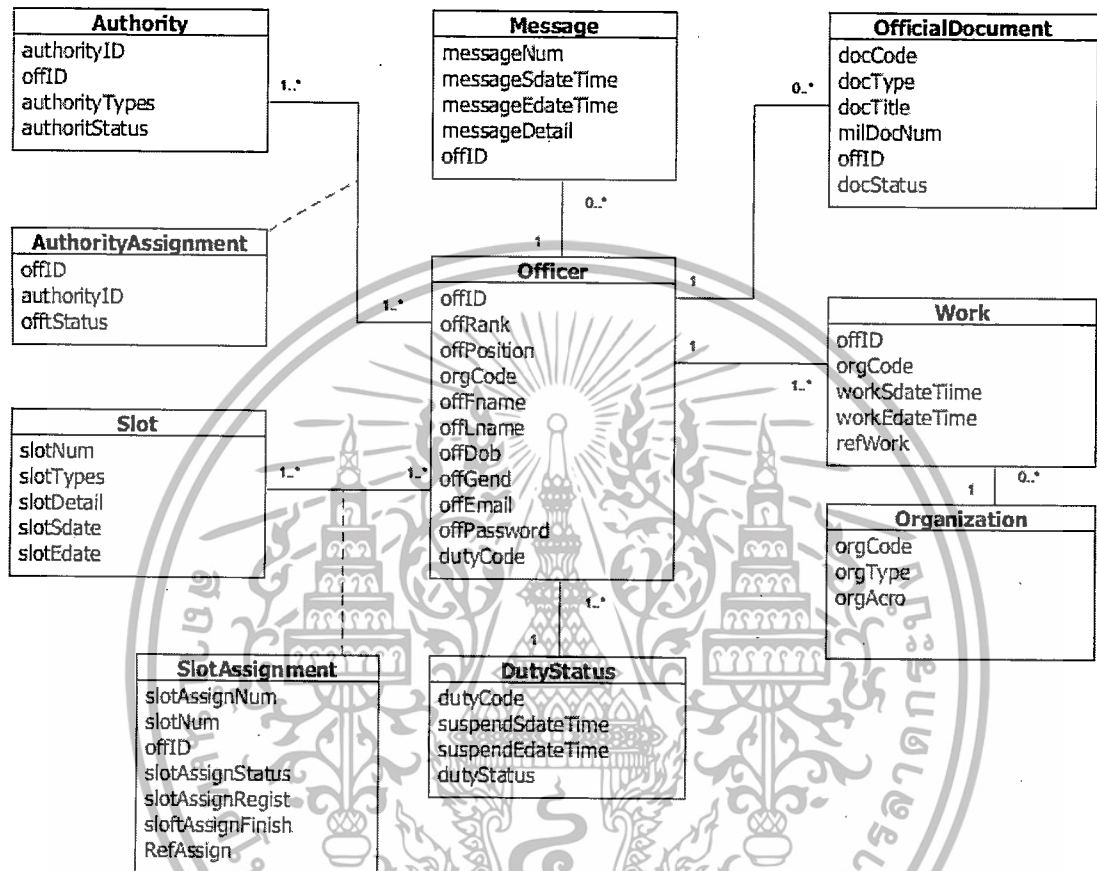 Authority
authorityID
offID
authorityTypes
authoritStatus
1..*
Message
messageNum
messageSdateTime
messageEdateTime
messageDetail
offID
0..*
1
OfficialDocument
docCode
docType
docTitle
milDocNum
offID
docStatus
0..*
1
AuthorityAssignment
offID
authorityID
offtStatus
1..*
Officer
offID
offRank
offPosition
orgCode
offFname
offLname
offDob
offGend
offEmail
offPassword
dutyCode
1
1..*
Work
offID
orgCode
workSdateTiime
workEdateTime
refWork
0..*
1
Slot
slotNum
slotTypes
slotDetail
slotSdate
slotEdate
1..*
1..*
Organization
orgCode
orgType
orgAcro
1..*
1
SlotAssignment
slotAssignNum
slotNum
offID
slotAssignStatus
slotAssignRegist
sloftAssignFinish
RefAssign
DutyStatus
dutyCode
suspendSdateTime
suspendEdateTime
dutyStatus